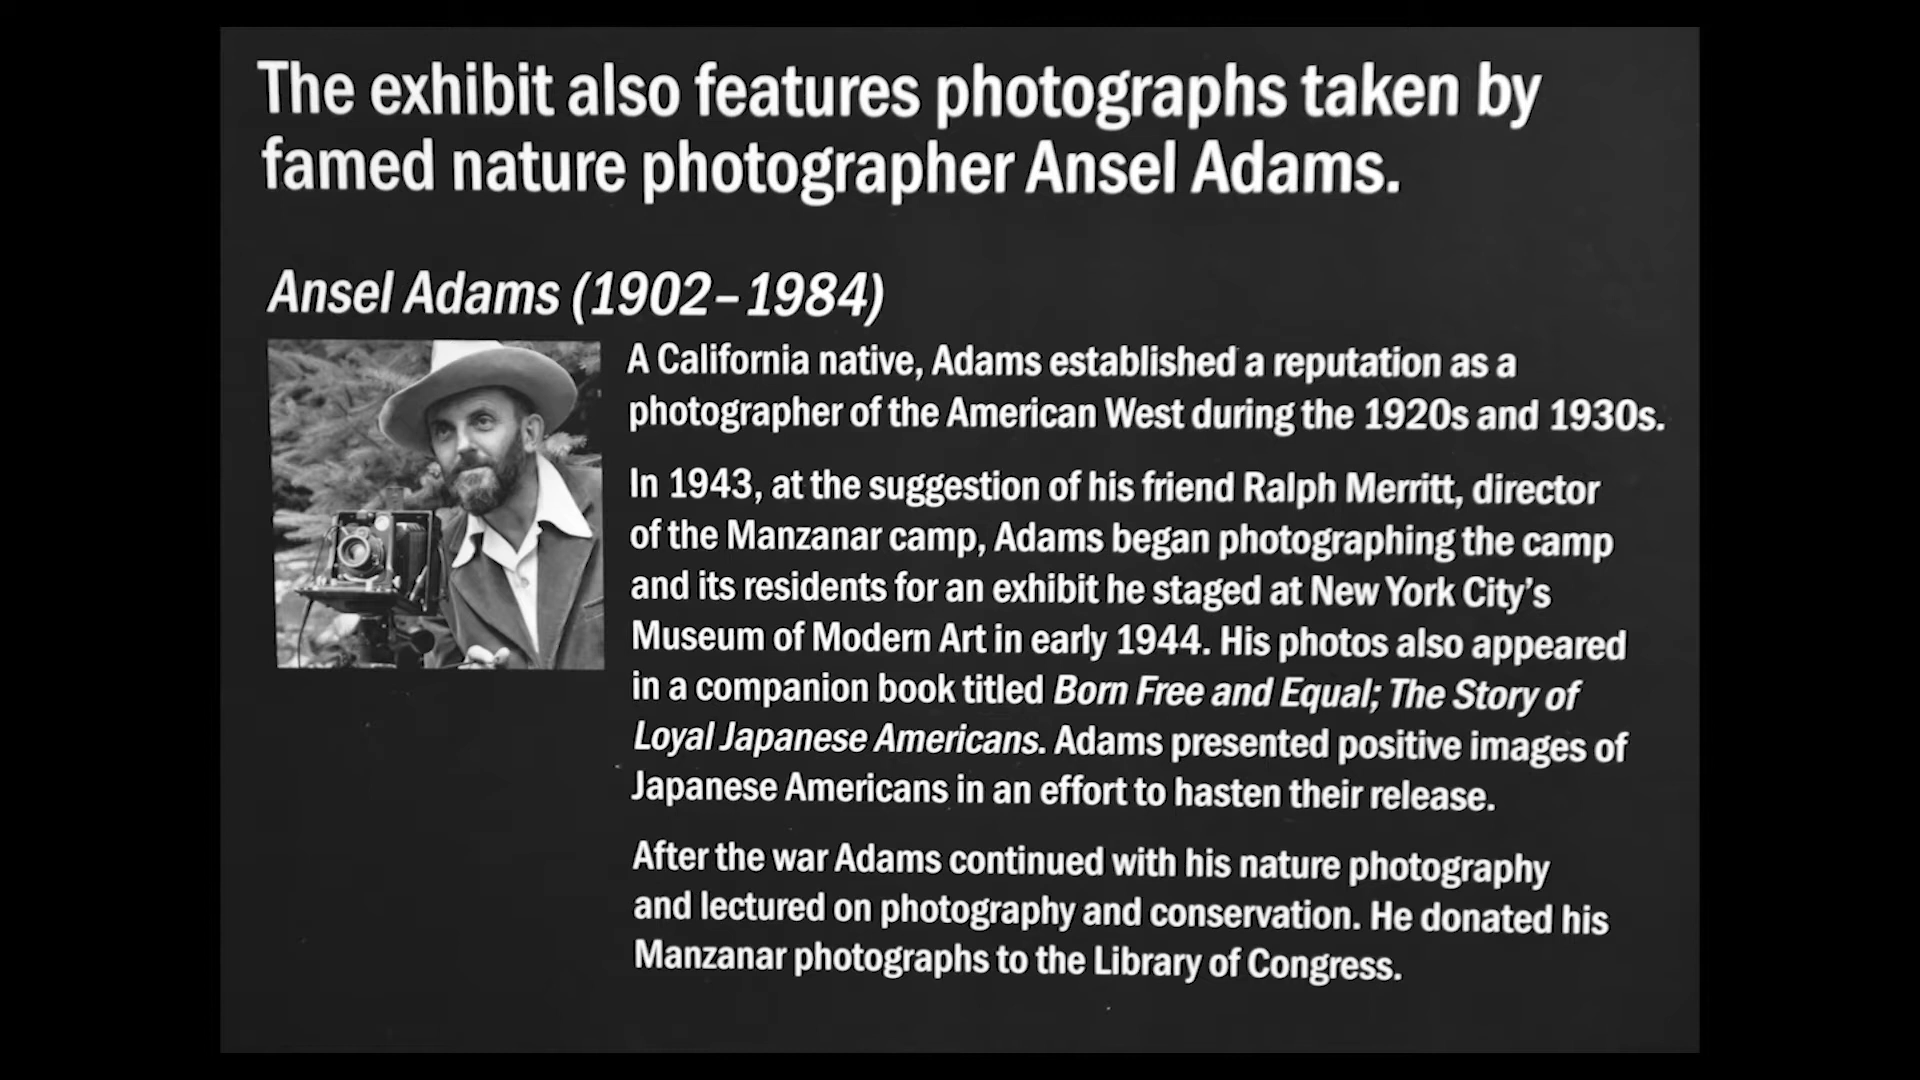 The exhibit also features photographs taken by
famed nature photographer Ansel Adams.
Ansel Adams (1902–1984)
A California native, Adams established a reputation as a
photographer of the American West during the 1920s and 1930s.
In 1943, at the suggestion of his friend Ralph Merritt, director
of the Manzanar camp, Adams began photographing the camp
and its residents for an exhibit he staged at New York City’s
Museum of Modern Art in early 1944. His photos also appeared
in a companion book titled Born Free and Equal; The Story of
Loyal Japanese Americans. Adams presented positive images of
Japanese Americans in an effort to hasten their release.
After the war Adams continued with his nature photography
and lectured on photography and conservation. He donated his
Manzanar photographs to the Library of Congress.